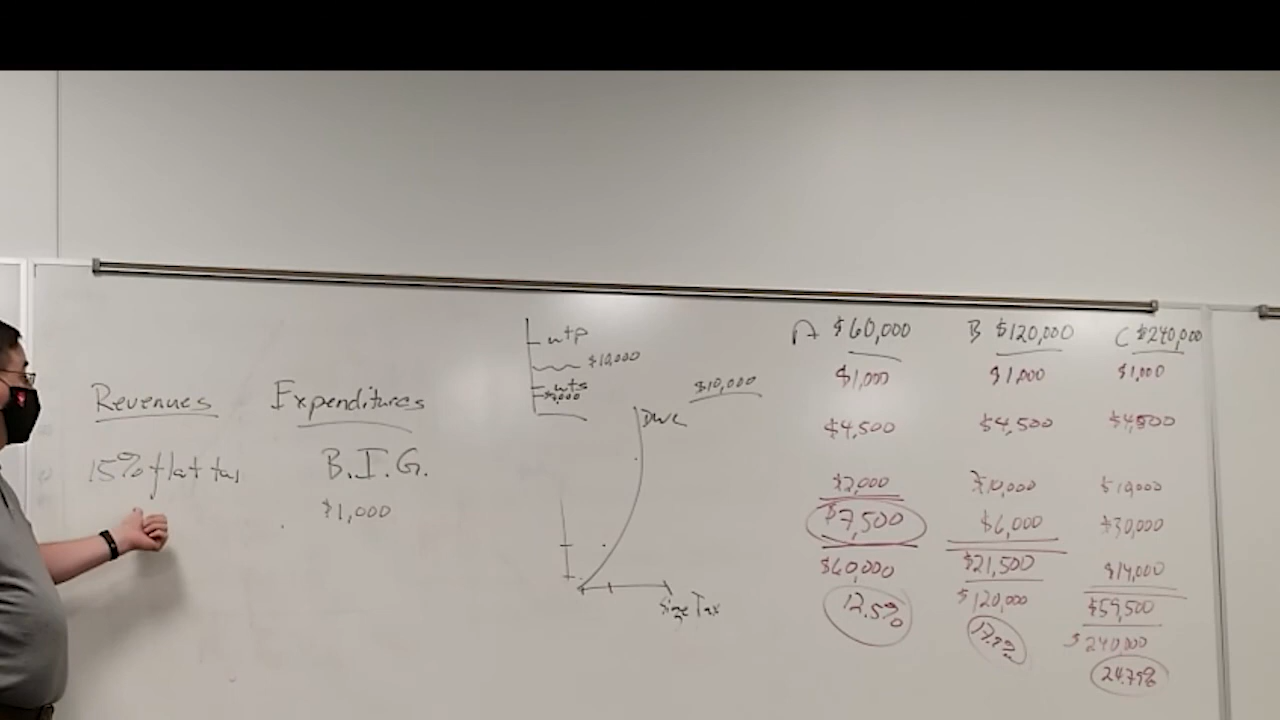 Revenues
15% flat tax
Expenditures
B.I.G.
$1,000
wtp
$10,000
wts
$10,000
DWL
Size Tax
A $60,000
$1,000
$4,500
$2,000
$7,500
$60,000
12.5%
B $120,000
$1,000
$4,500
$10,000
$6,000
$21,500
$120,000
C $240,000
$1,000
$4,500
$10,000
$30,000
$14,000
$59,500
$240,000
24.79%